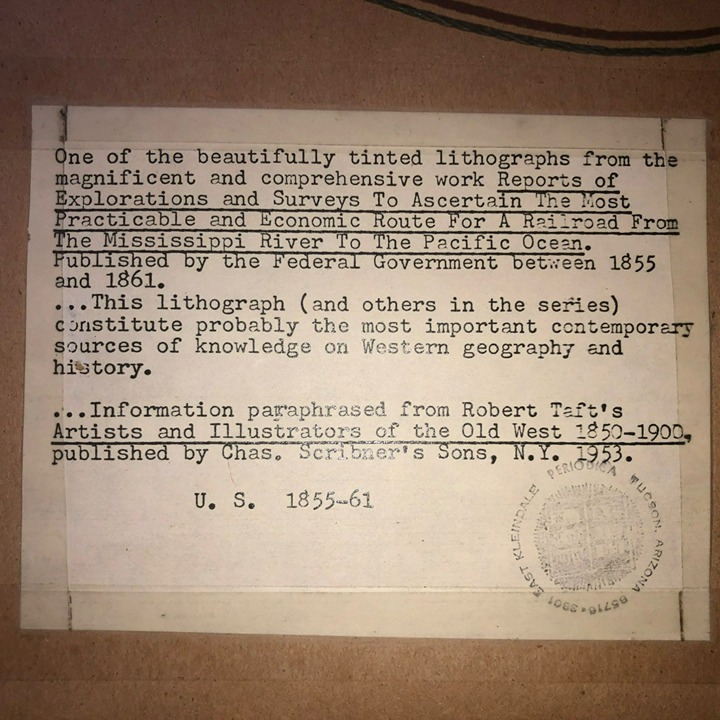 One of the beautifully tinted lithographs from the
magnificent and comprehensive work Reports of
Explorations and Surveys To Ascertain The Most
Practicable and Economic Route For A Railroad From
The Mississippi River To The Pacific Ocean.
Published by the Federal Government between 1855
and 1861.
...This lithograph (and others in the series)
constitute probably the most important contemporary
sources of knowledge on Western geography and
history.
...Information paraphrased from Robert Taft's
Artists and Illustrators of the Old West 1850-1900,
published by Chas. Scribner's Sons, N.Y. 1953.
U. S. 1855-61
PERIODICA TUCSON, ARIZONA 85716 • 3901 EAST KLEINDALE